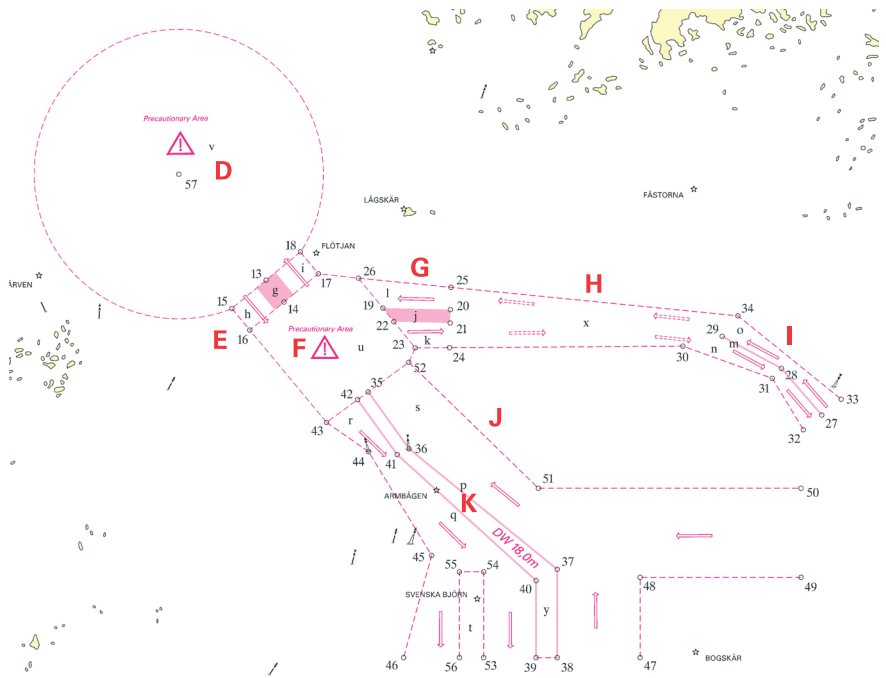 Precautionary Area
v
D
57
FÄSTORNA
LÅGSKÄR
18
FLÖTJAN
ÄRVEN
13
i
17
26
G
25
H
g
l
15
14
19
20
34
h
j
x
E
16
Precautionary Area
22
21
o
F
u
29
I
23
k
24
30
m
n
52
28
31
35
42
s
33
r
J
27
43
32
36
44
41
p
51
50
ARMBÅGEN
K
q
DW 18,0m
45
55
54
37
40
48
49
SVENSKA BJÖRN
y
t
46
56
53
39
38
47
BOGSKÄR